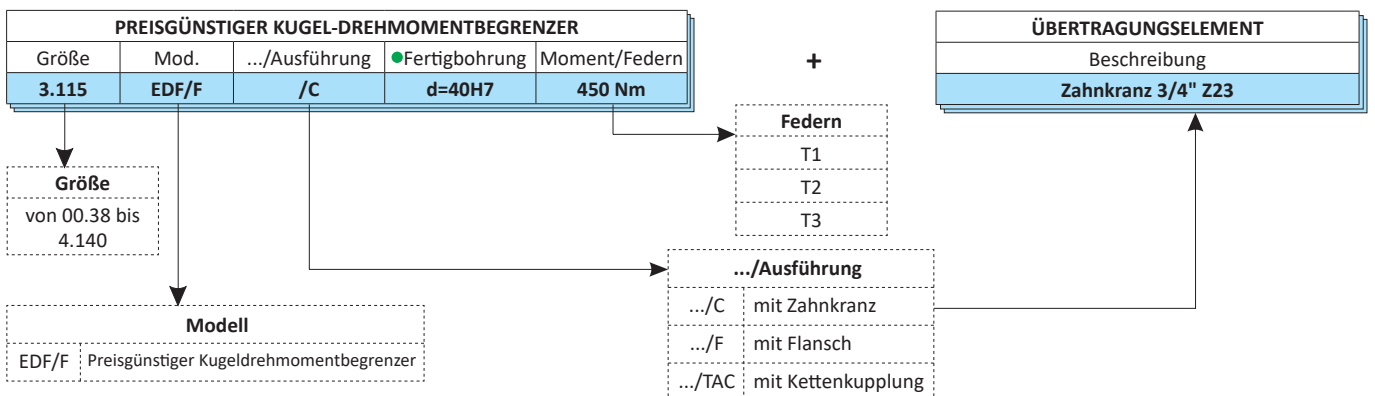 PREISGÜNSTIGER KUGEL-DREHMOMENTBEGRENZER
Größe Mod. .../Ausführung Fertigbohrung Moment/Federn
3.115 EDF/F /C d=40H7 450 Nm
+
ÜBERTRAGUNGSELEMENT
Beschreibung
Zahnkranz 3/4" Z23
Federn
T1
T2
T3
Größe
von 00.38 bis
4.140
.../Ausführung
.../C mit Zahnkranz
.../F mit Flansch
.../TAC mit Kettenkupplung
Modell
EDF/F Preisgünstiger Kugeldrehmomentbegrenzer